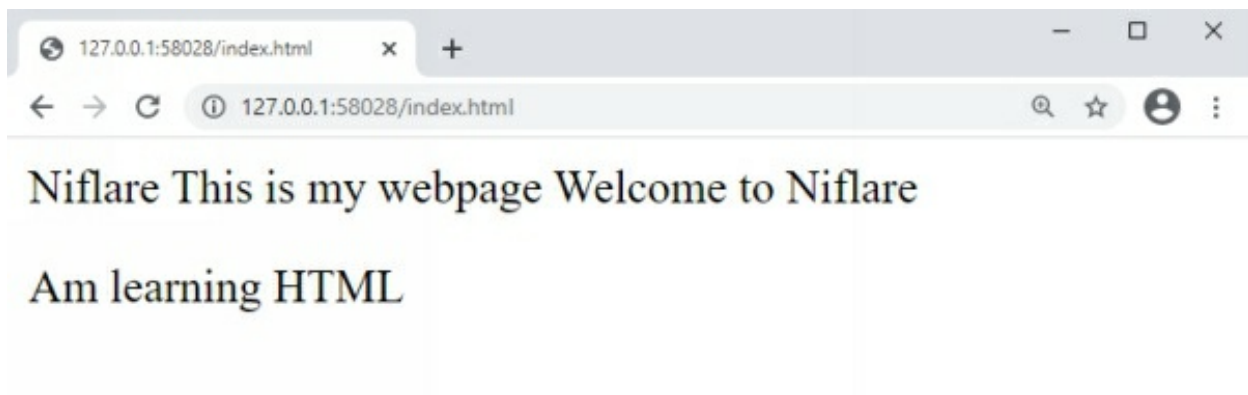 127.0.0.1:58028/index.html
127.0.0.1:58028/index.html
Niflare This is my webpage Welcome to Niflare
Am learning HTML